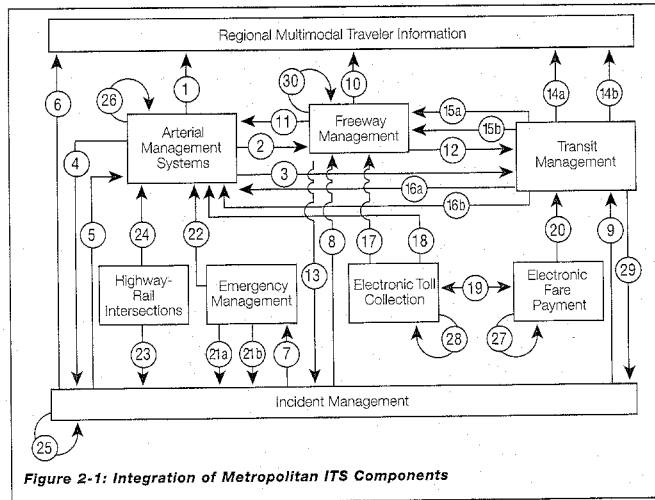 Regional Multimodal Traveler Information
6
26
1
30
10
14a
14b
11
15a
15b
Arterial
Management
Systems
Freeway
Management
Transit
Management
4
2
12
3
16a
16b
5
24
22
13
8
17
18
20
9
29
Highway-
Rail
Intersections
Emergency
Management
Electronic Toll
Collection
19
Electronic
Fare
Payment
23
21a
21b
7
28
27
Incident Management
25
Figure 2-1: Integration of Metropolitan ITS Components